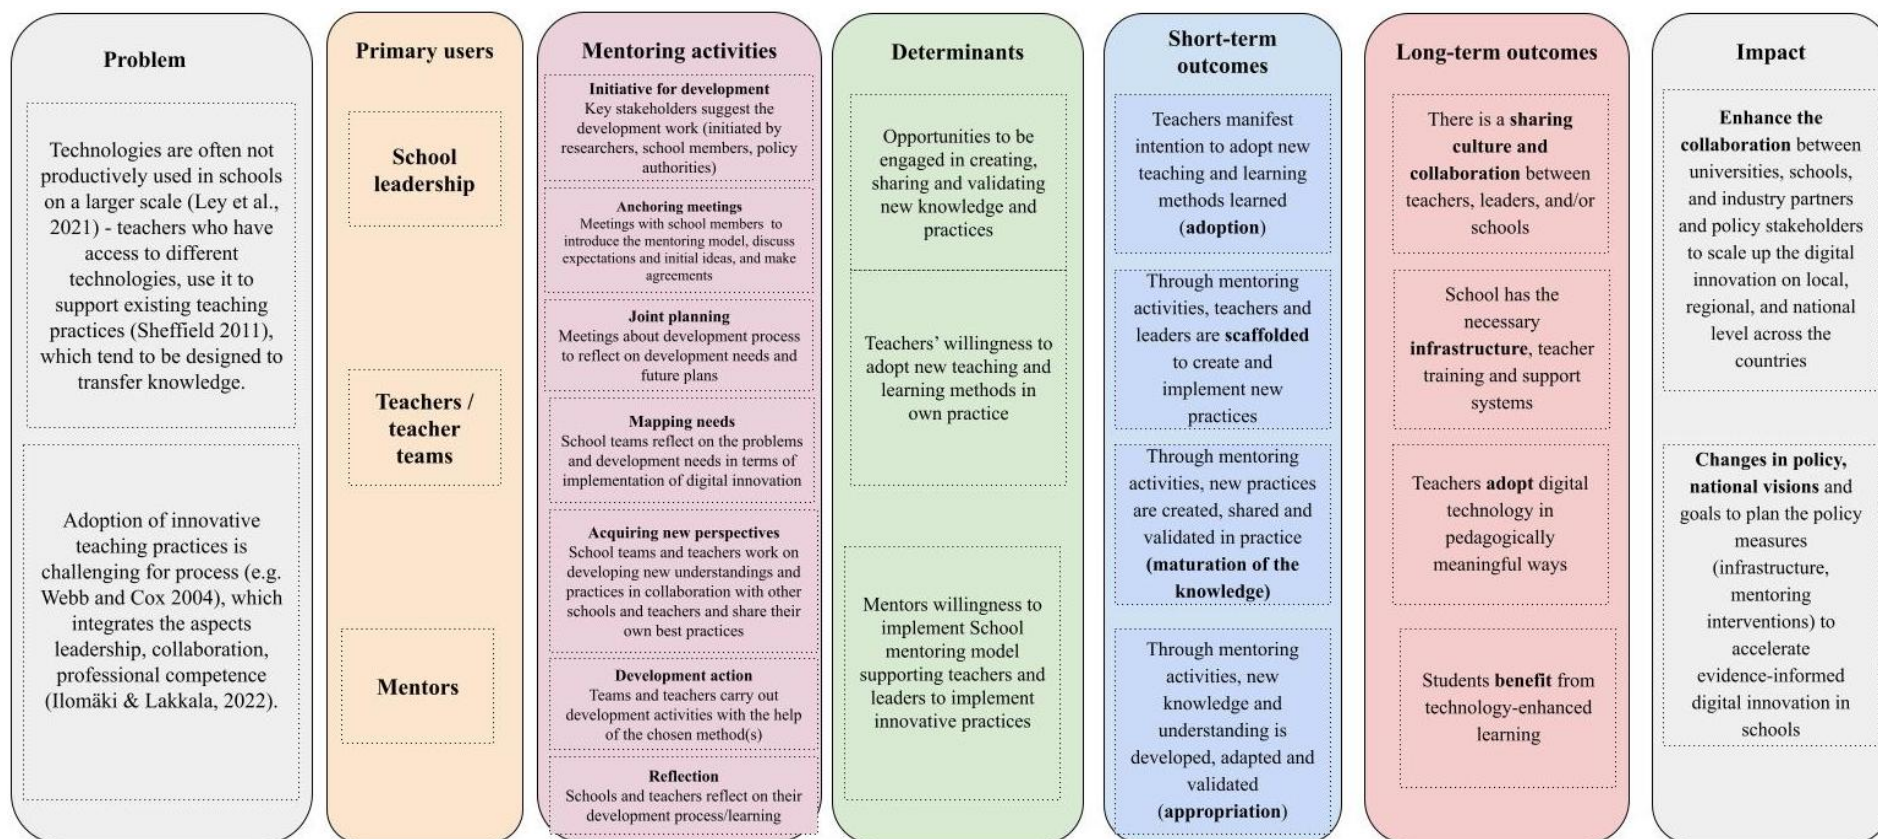 Problem
Technologies are often not
productively used in schools
on a larger scale (Ley et al.,
2021) - teachers who have
access to different
technologies, use it to
support existing teaching
practices (Sheffield 2011),
which tend to be designed to
transfer knowledge.
Adoption of innovative
teaching practices is
challenging for process (e.g.
Webb and Cox 2004), which
integrates the aspects
leadership, collaboration,
professional competence
(Ilomäki & Lakkala, 2022).
Primary users
School
leadership
Teachers /
teacher
teams
Mentors
Mentoring activities
Initiative for development
Key stakeholders suggest the
development work (initiated by
researchers, school members, policy
authorities)
Anchoring meetings
Meetings with school members to
introduce the mentoring model, discuss
expectations and initial ideas, and make
agreements
Joint planning
Meetings about development process
to reflect on development needs and
future plans
Mapping needs
School teams reflect on the problems
and development needs in terms of
implementation of digital innovation
Acquiring new perspectives
School teams and teachers work on
developing new understandings and
practices in collaboration with other
schools and teachers and share their
own best practices
Development action
Teams and teachers carry out
development activities with the help
of the chosen method(s)
Reflection
Schools and teachers reflect on their
development process/learning
Determinants
Opportunities to be
engaged in creating,
sharing and validating
new knowledge and
practices
Teachers' willingness to
adopt new teaching and
learning methods in
own practice
Mentors willingness to
implement School
mentoring model
supporting teachers and
leaders to implement
innovative practices
Short-term
outcomes
Teachers manifest
intention to adopt new
teaching and learning
methods learned
(adoption)
Through mentoring
activities, teachers and
leaders are scaffolded
to create and
implement new
practices
Through mentoring
activities, new practices
are created, shared and
validated in practice
(maturation of the
knowledge)
Through mentoring
activities, new
knowledge and
understanding is
developed, adapted and
validated
(appropriation)
Long-term outcomes
There is a sharing
culture and
collaboration between
teachers, leaders, and/or
schools
School has the
necessary
infrastructure, teacher
training and support
systems
Teachers adopt digital
technology in
pedagogically
meaningful ways
Students benefit from
technology-enhanced
learning
Impact
Enhance the
collaboration between
universities, schools,
and industry partners
and policy stakeholders
to scale up the digital
innovation on local,
regional, and national
level across the
countries
Changes in policy,
national visions and
goals to plan the policy
measures
(infrastructure,
mentoring
interventions) to
accelerate
evidence-informed
digital innovation in
schools